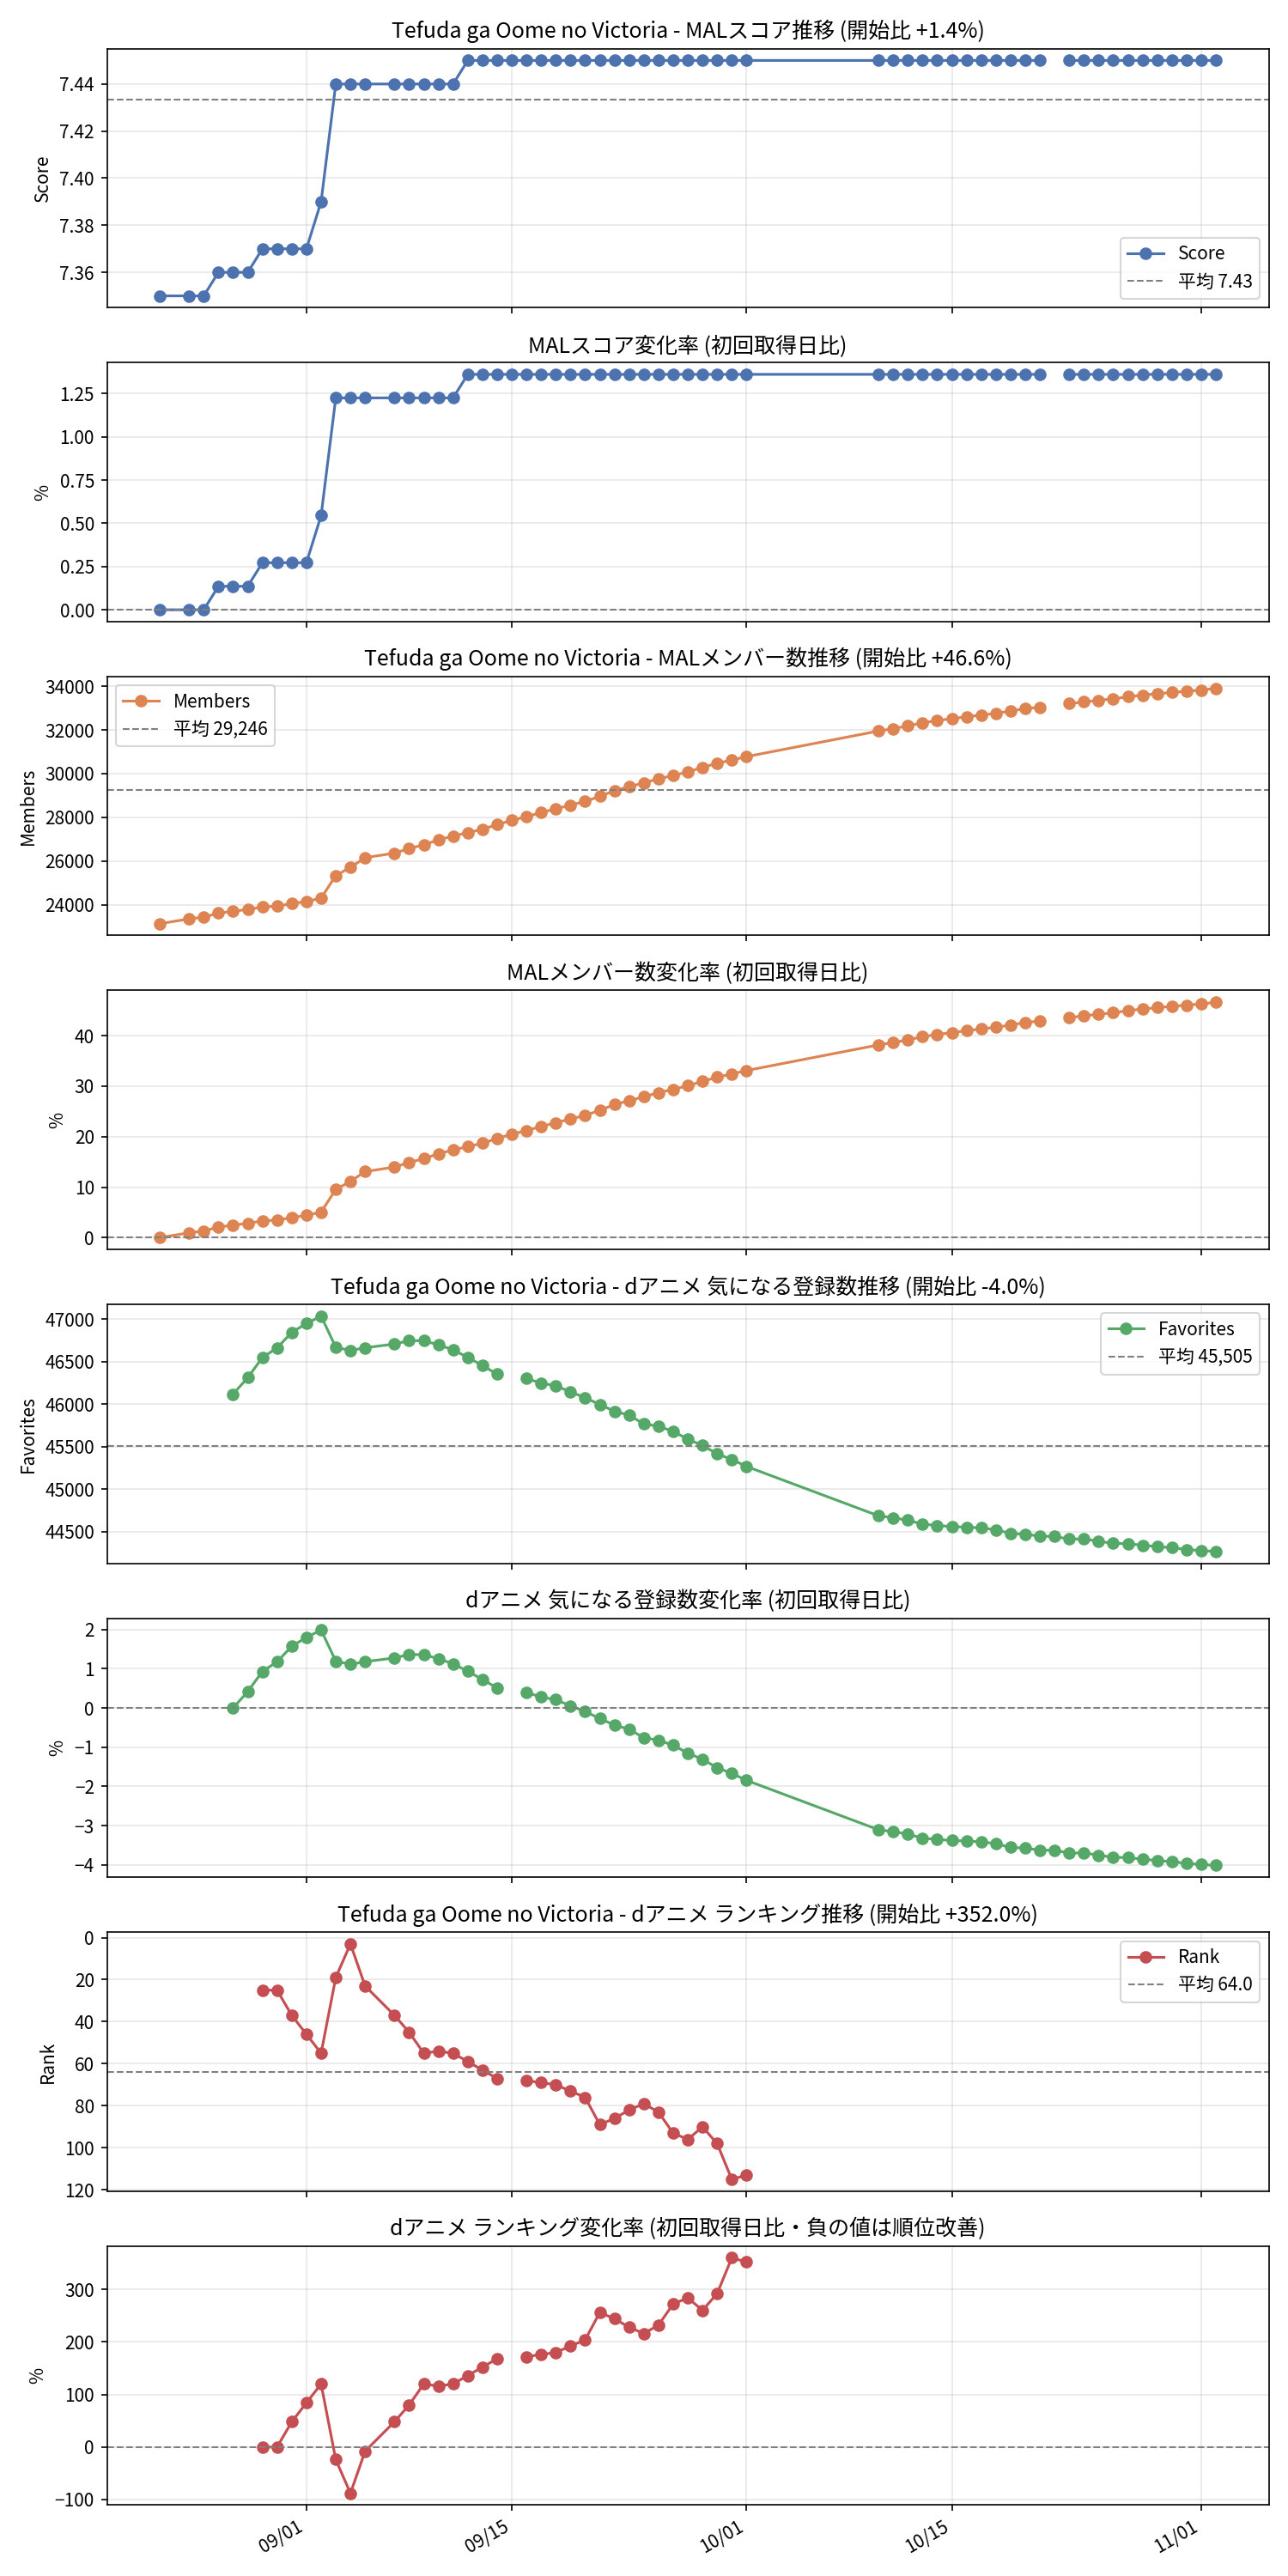 Tefuda ga Oome no Victoria - MALスコア推移 (開始比 +1.4%)
Score
7.44
7.42
7.40
7.38
7.36
Score
平均 7.43
MALスコア変化率 (初回取得日比)
%
1.25
1.00
0.75
0.50
0.25
0.00
Tefuda ga Oome no Victoria - MALメンバー数推移 (開始比 +46.6%)
Members
34000
32000
30000
28000
26000
24000
Members
平均 29,246
MALメンバー数変化率 (初回取得日比)
%
40
30
20
10
0
Tefuda ga Oome no Victoria - dアニメ 気になる登録数推移 (開始比 -4.0%)
Favorites
47000
46500
46000
45500
45000
44500
Favorites
平均 45,505
dアニメ 気になる登録数変化率 (初回取得日比)
%
2
1
0
−1
−2
−3
−4
Tefuda ga Oome no Victoria - dアニメ ランキング推移 (開始比 +352.0%)
Rank
0
20
40
60
80
100
120
Rank
平均 64.0
dアニメ ランキング変化率 (初回取得日比・負の値は順位改善)
%
300
200
100
0
−100
09/01
09/15
10/01
10/15
11/01